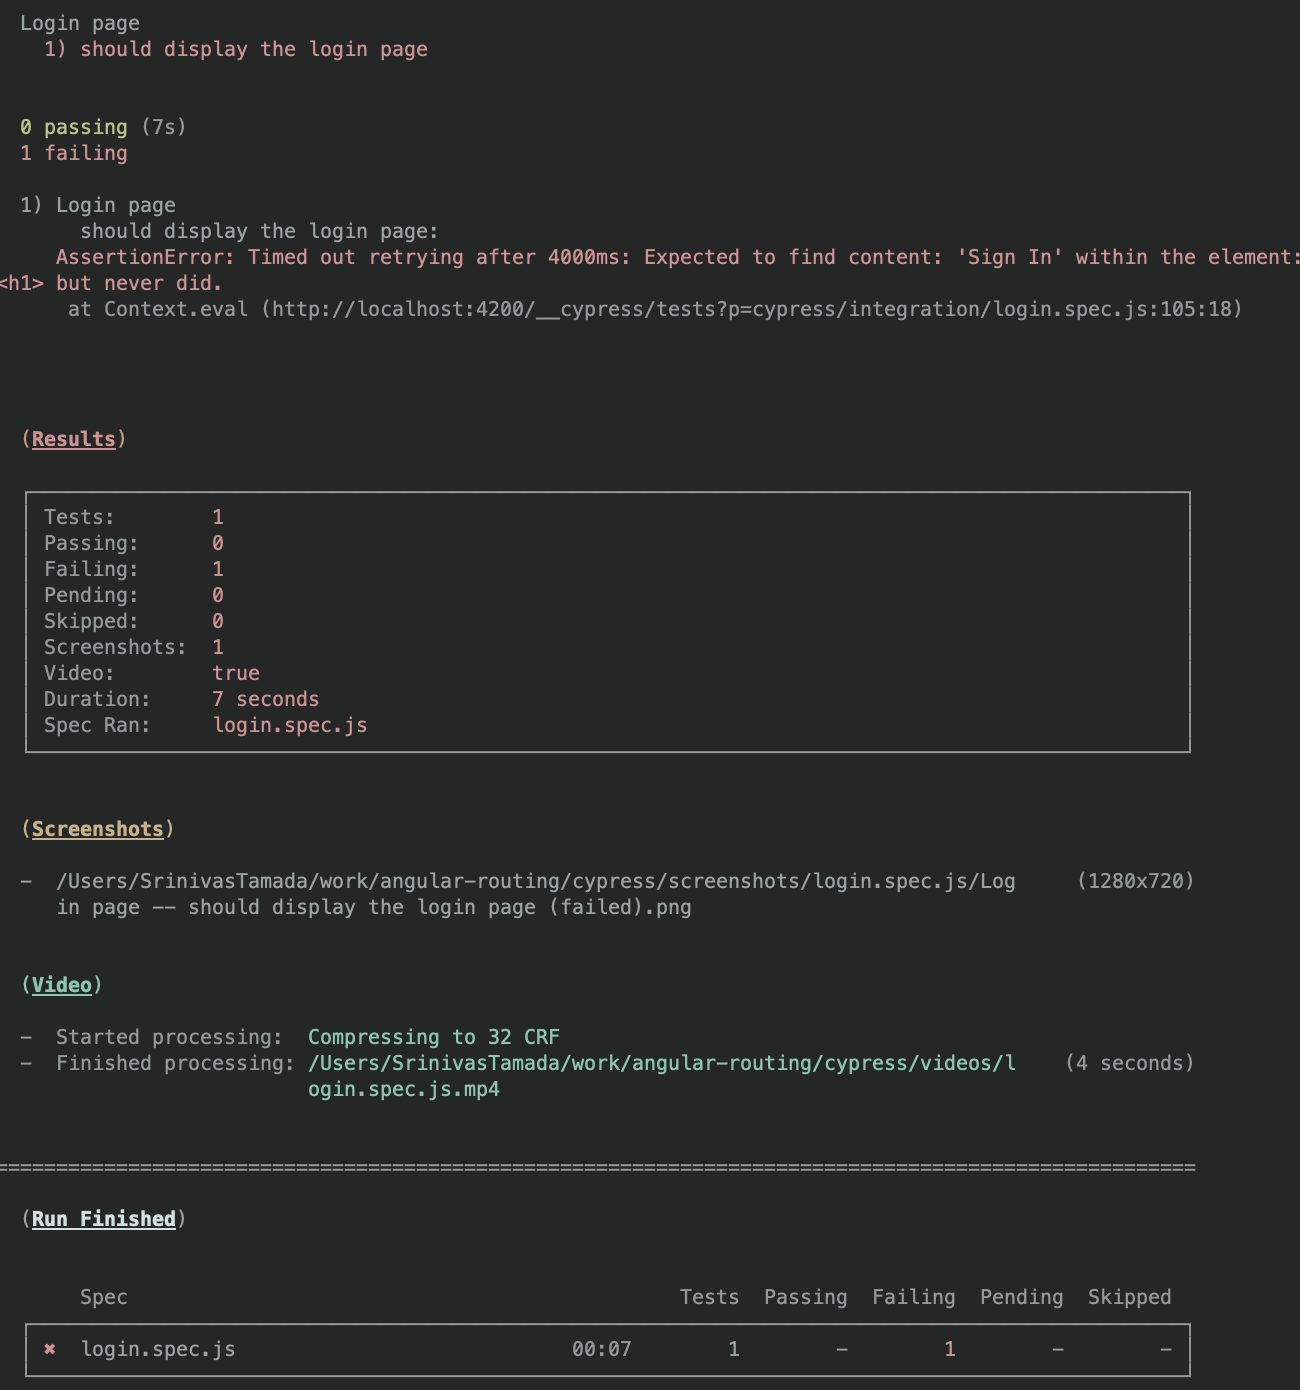 Login page
1) should display the login page
0 passing (7s)
1 failing
1) Login page
should display the login page:
AssertionError: Timed out retrying after 4000ms: Expected to find content: 'Sign In' within the element:
<h1> but never did.
at Context.eval (http://localhost:4200/__cypress/tests?p=cypress/integration/login.spec.js:105:18)
(Results)
Tests: 1
Passing: 0
Failing: 1
Pending: 0
Skipped: 0
Screenshots: 1
Video: true
Duration: 7 seconds
Spec Ran: login.spec.js
(Screenshots)
- /Users/SrinivasTamada/work/angular-routing/cypress/screenshots/login.spec.js/Log (1280x720)
in page -- should display the login page (failed).png
(Video)
- Started processing: Compressing to 32 CRF
- Finished processing: /Users/SrinivasTamada/work/angular-routing/cypress/videos/l (4 seconds)
ogin.spec.js.mp4
====================================================================================================
(Run Finished)
Spec Tests Passing Failing Pending Skipped
✖ login.spec.js 00:07 1 - 1 - -